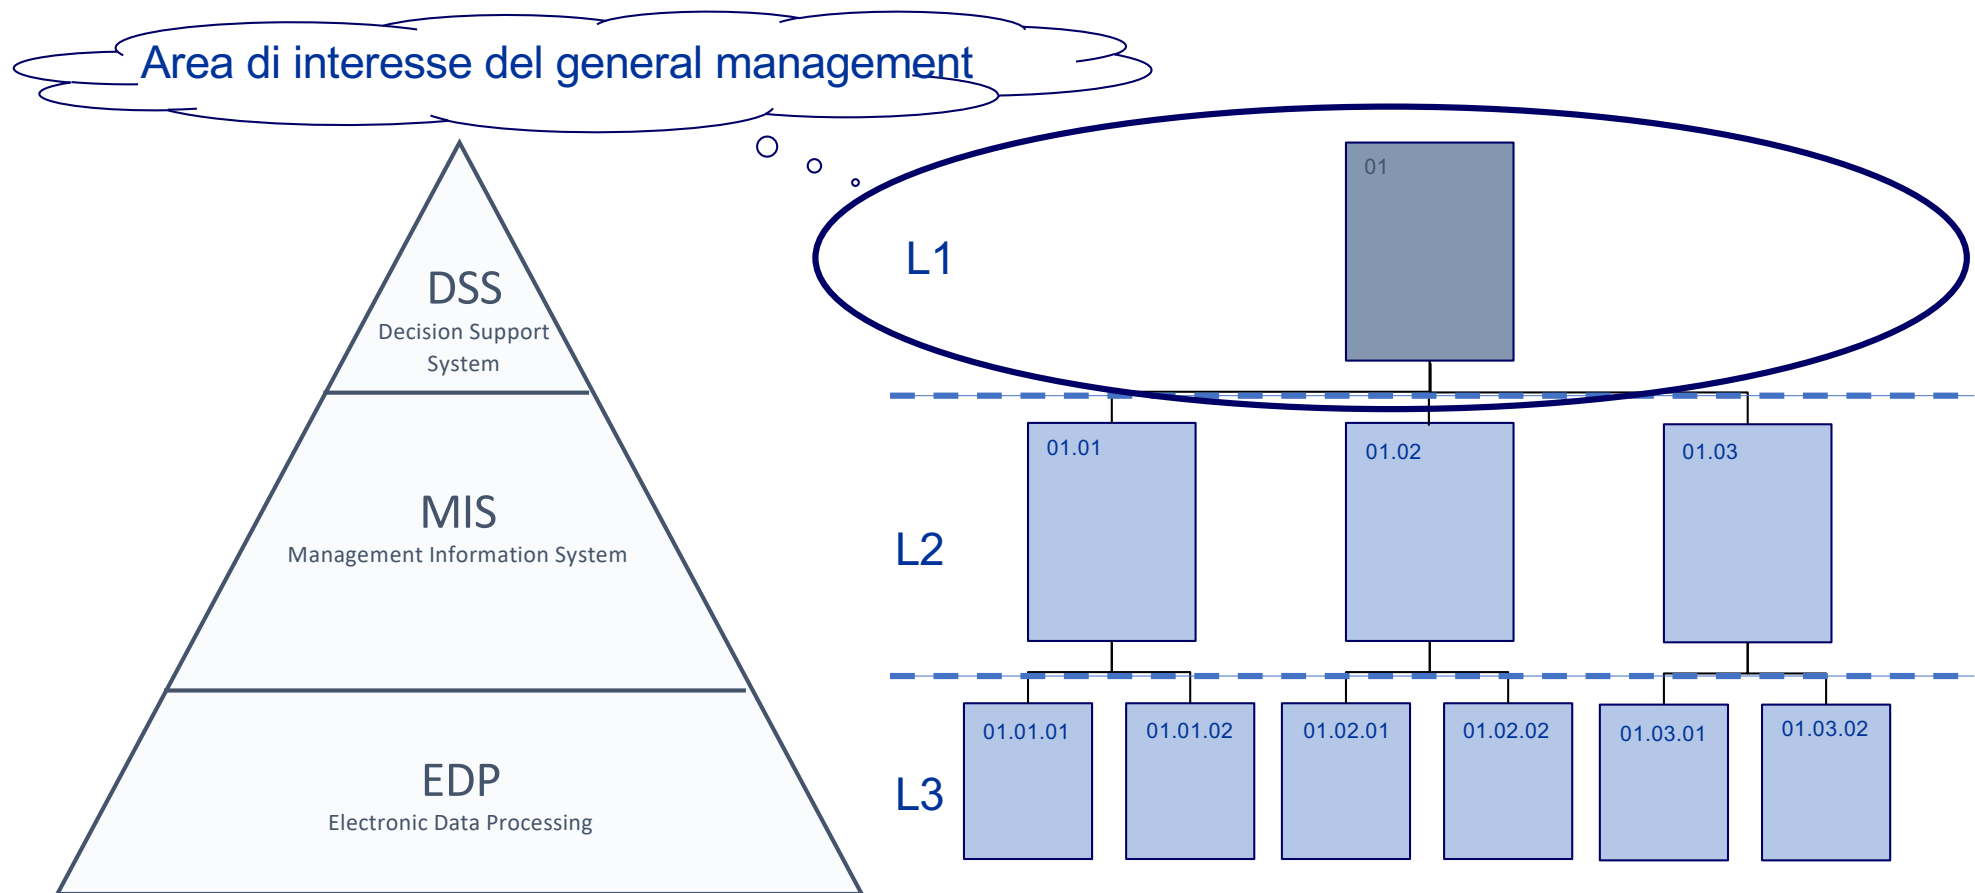 Area di interesse del general management
DSS
Decision Support
System
MIS
Management Information System
EDP
Electronic Data Processing
L1
01
L2
01.01
01.02
01.03
L3
01.01.01
01.01.02
01.02.01
01.02.02
01.03.01
01.03.02